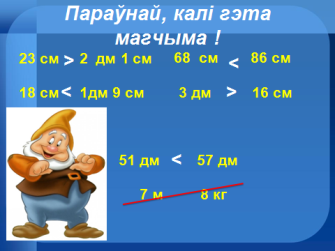 Параўнай, калі гэта
магчыма !
23 см > 2 дм 1 см 68 см < 86 см
18 см < 1дм 9 см 3 дм > 16 см
51 дм < 57 дм
7 м 8 кг